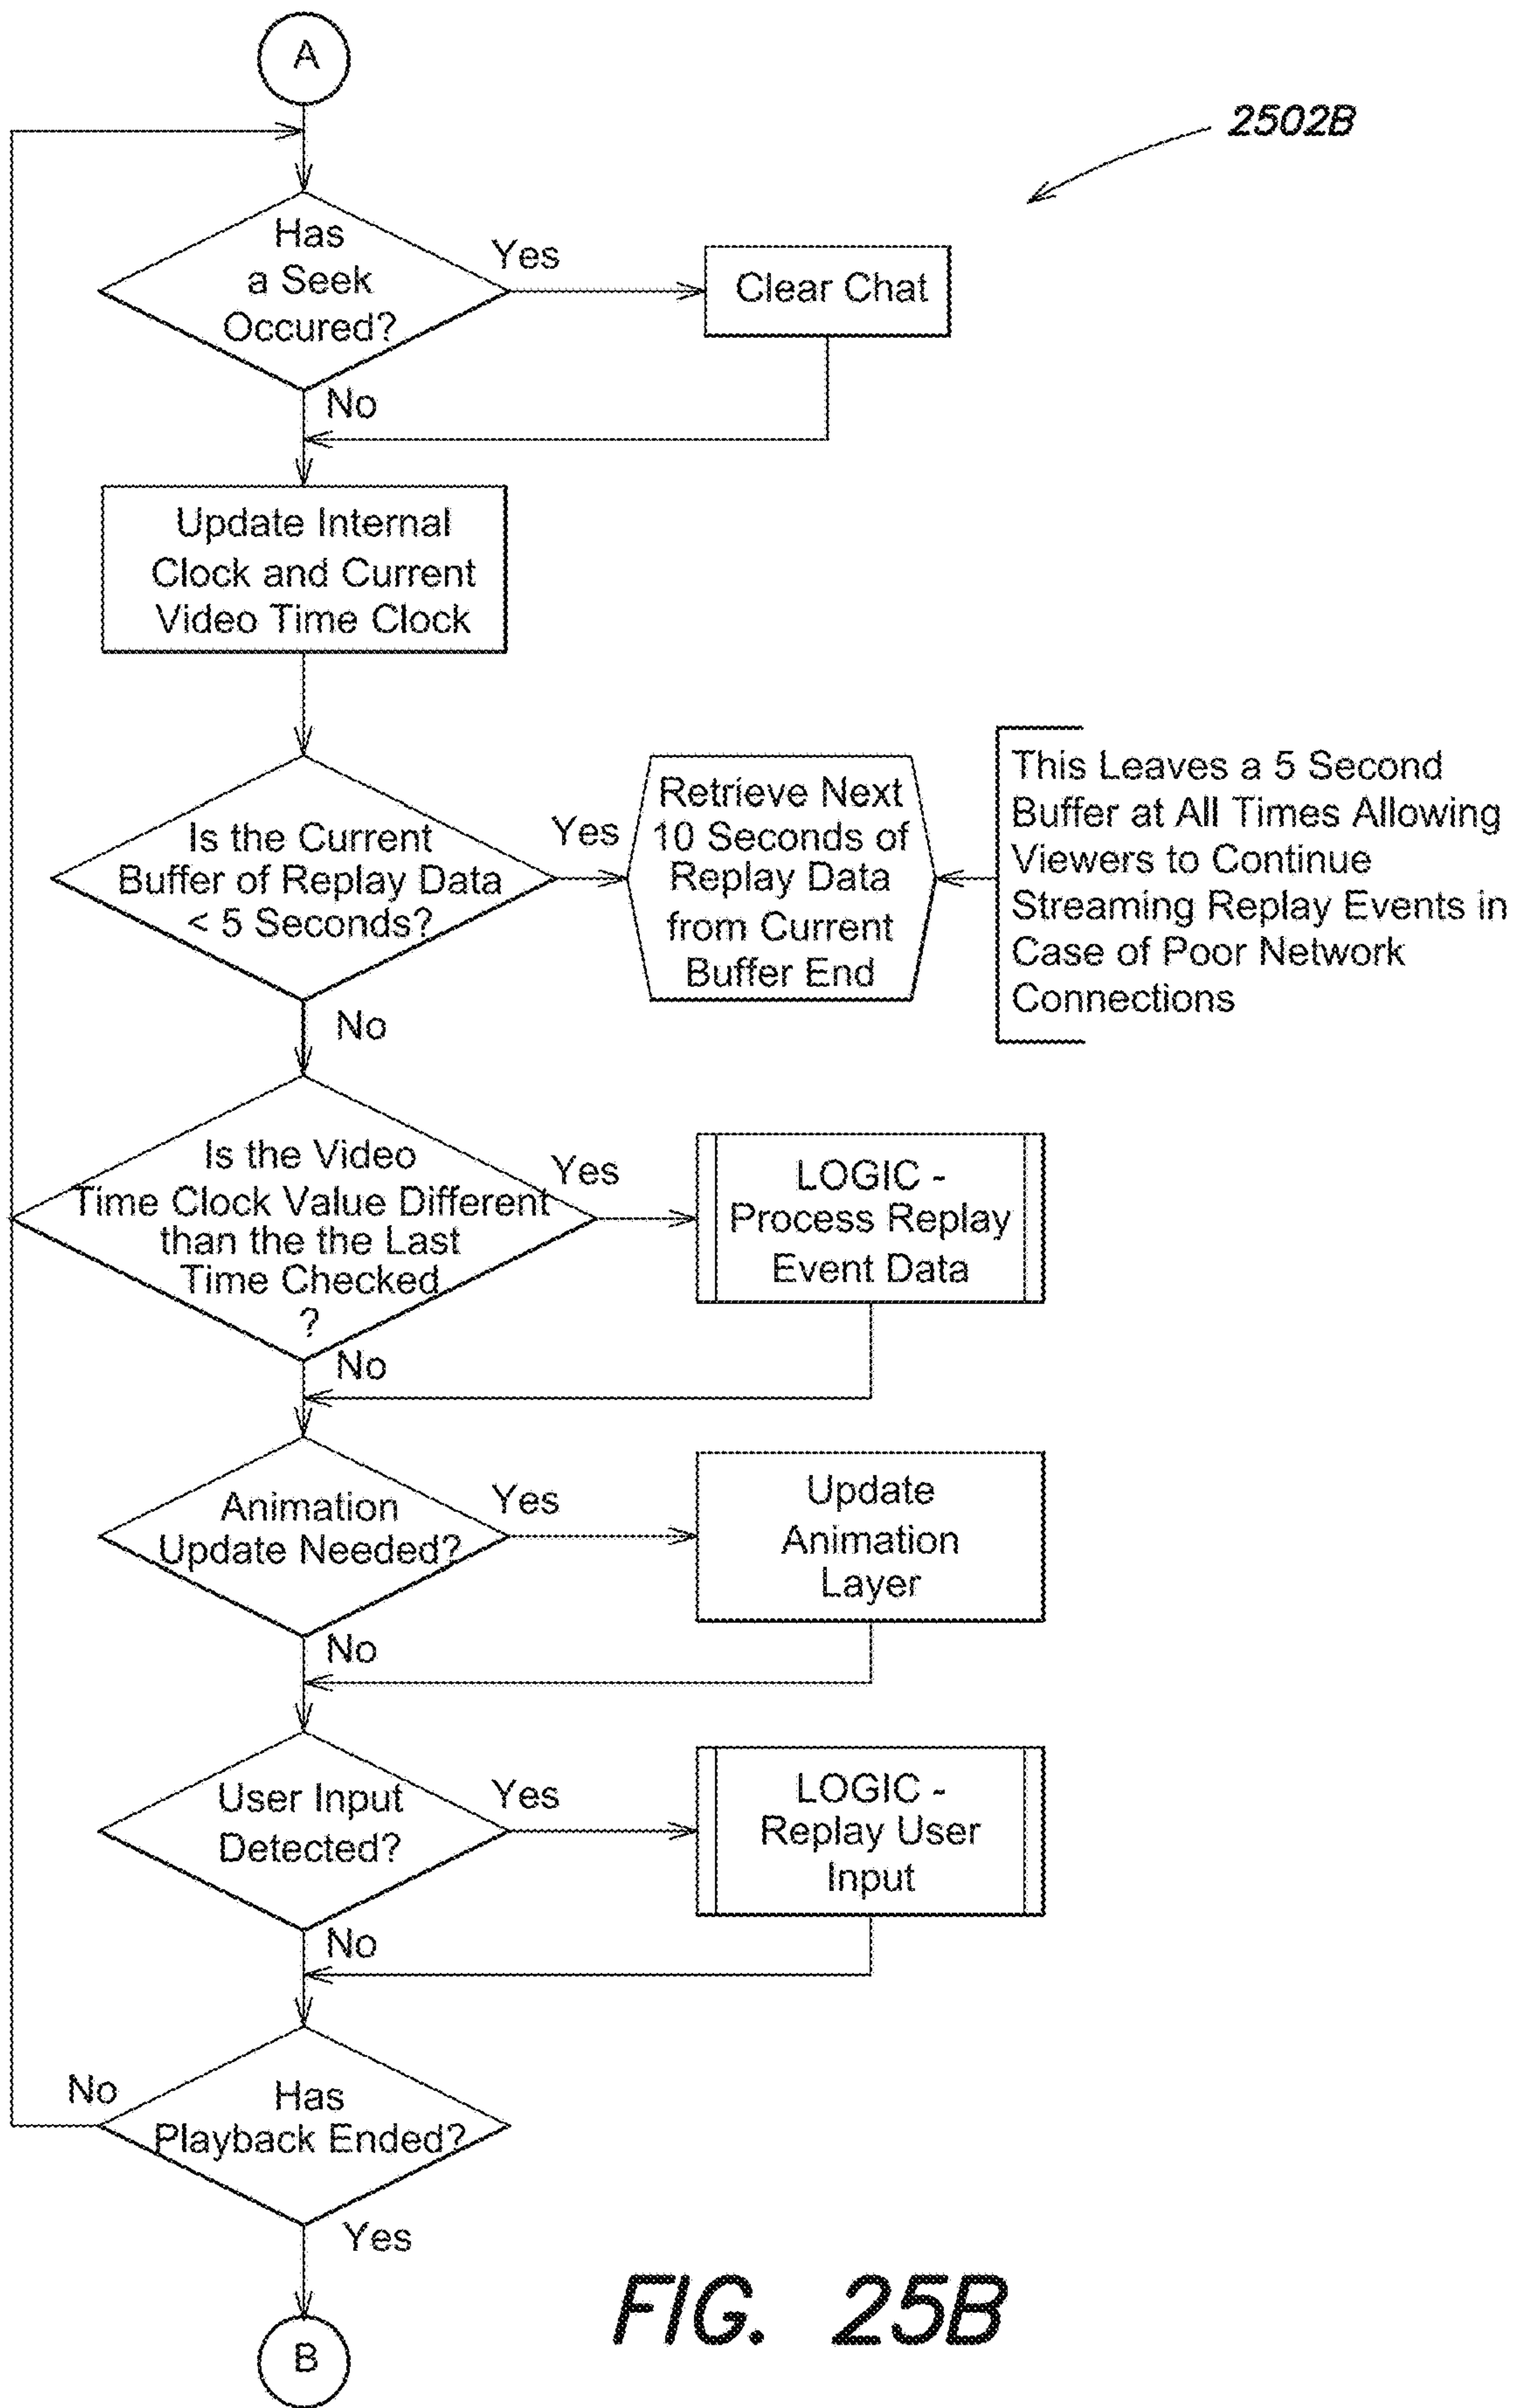 A
2502B
Has
a Seek
Occured?
Yes
Clear Chat
No
Update Internal
Clock and Current
Video Time Clock
Is the Current
Buffer of Replay Data
< 5 Seconds?
Yes
Retrieve Next
10 Seconds of
Replay Data
from Current
Buffer End
This Leaves a 5 Second
Buffer at All Times Allowing
Viewers to Continue
Streaming Replay Events in
Case of Poor Network
Connections
No
Is the Video
Time Clock Value Different
than the the Last
Time Checked
?
Yes
LOGIC -
Process Replay
Event Data
No
Animation
Update Needed?
Yes
Update
Animation
Layer
No
User Input
Detected?
Yes
LOGIC -
Replay User
Input
No
Has
Playback Ended?
No
Yes
B
FIG. 25B